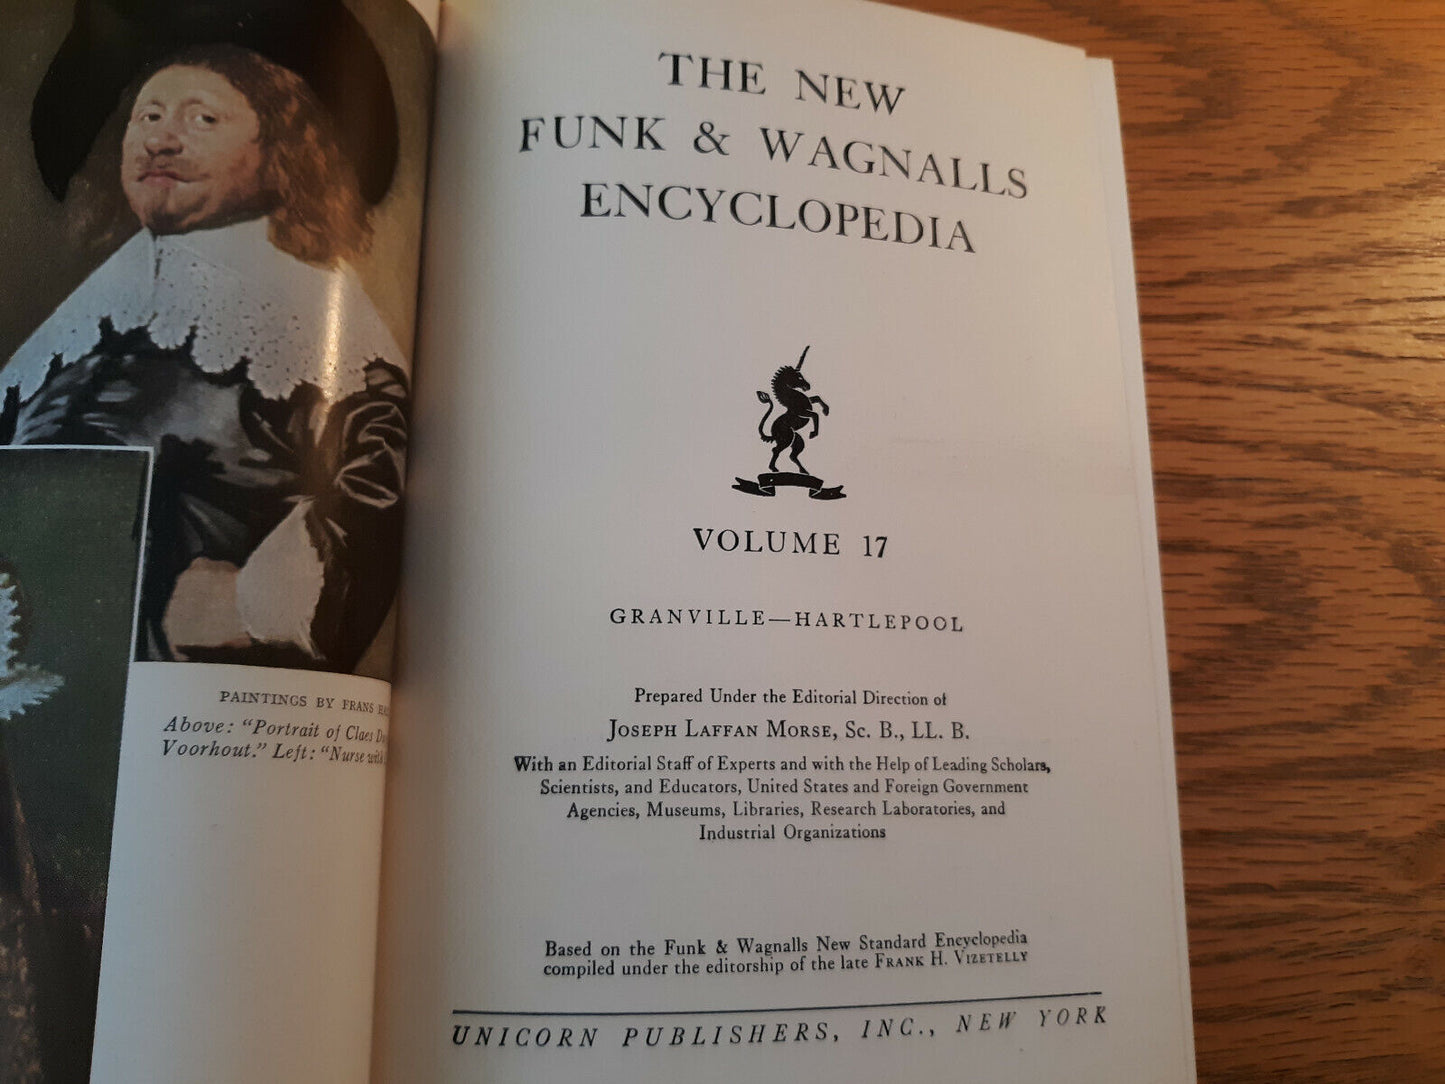 PAINTINGS BY FRANS
Above: "Portrait of Claes
Voorhout." Left: "Nurse with
THE NEW
FUNK & WAGNALLS
ENCYCLOPEDIA
VOLUME 17
GRANVILLE—HARTLEPOOL
Prepared Under the Editorial Direction of
JOSEPH LAFFAN MORSE, Sc. B., LL. B.
With an Editorial Staff of Experts and with the Help of Leading Scholars,
Scientists, and Educators, United States and Foreign Government
Agencies, Museums, Libraries, Research Laboratories, and
Industrial Organizations
Based on the Funk & Wagnalls New Standard Encyclopedia
compiled under the editorship of the late FRANK H. VIZETELLY
UNICORN PUBLISHERS, INC., NEW YORK